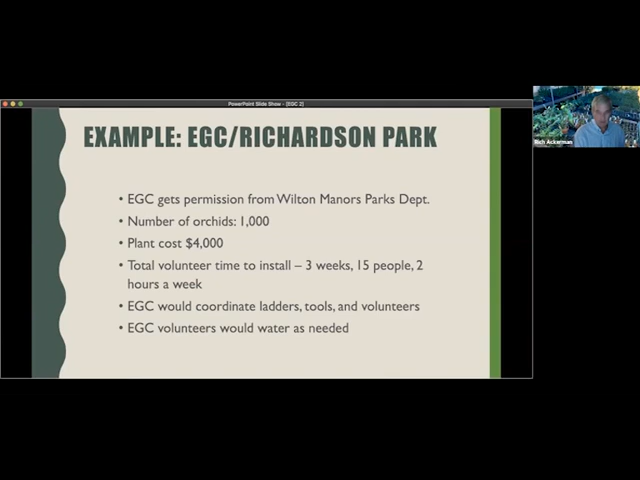 PowerPoint Slide Show - [EGC 2]
EXAMPLE: EGC/RICHARDSON PARK
• EGC gets permission from Wilton Manors Parks Dept.
• Number of orchids: 1,000
• Plant cost $4,000
• Total volunteer time to install – 3 weeks, 15 people, 2
hours a week
• EGC would coordinate ladders, tools, and volunteers
• EGC volunteers would water as needed
Rich Ackerman